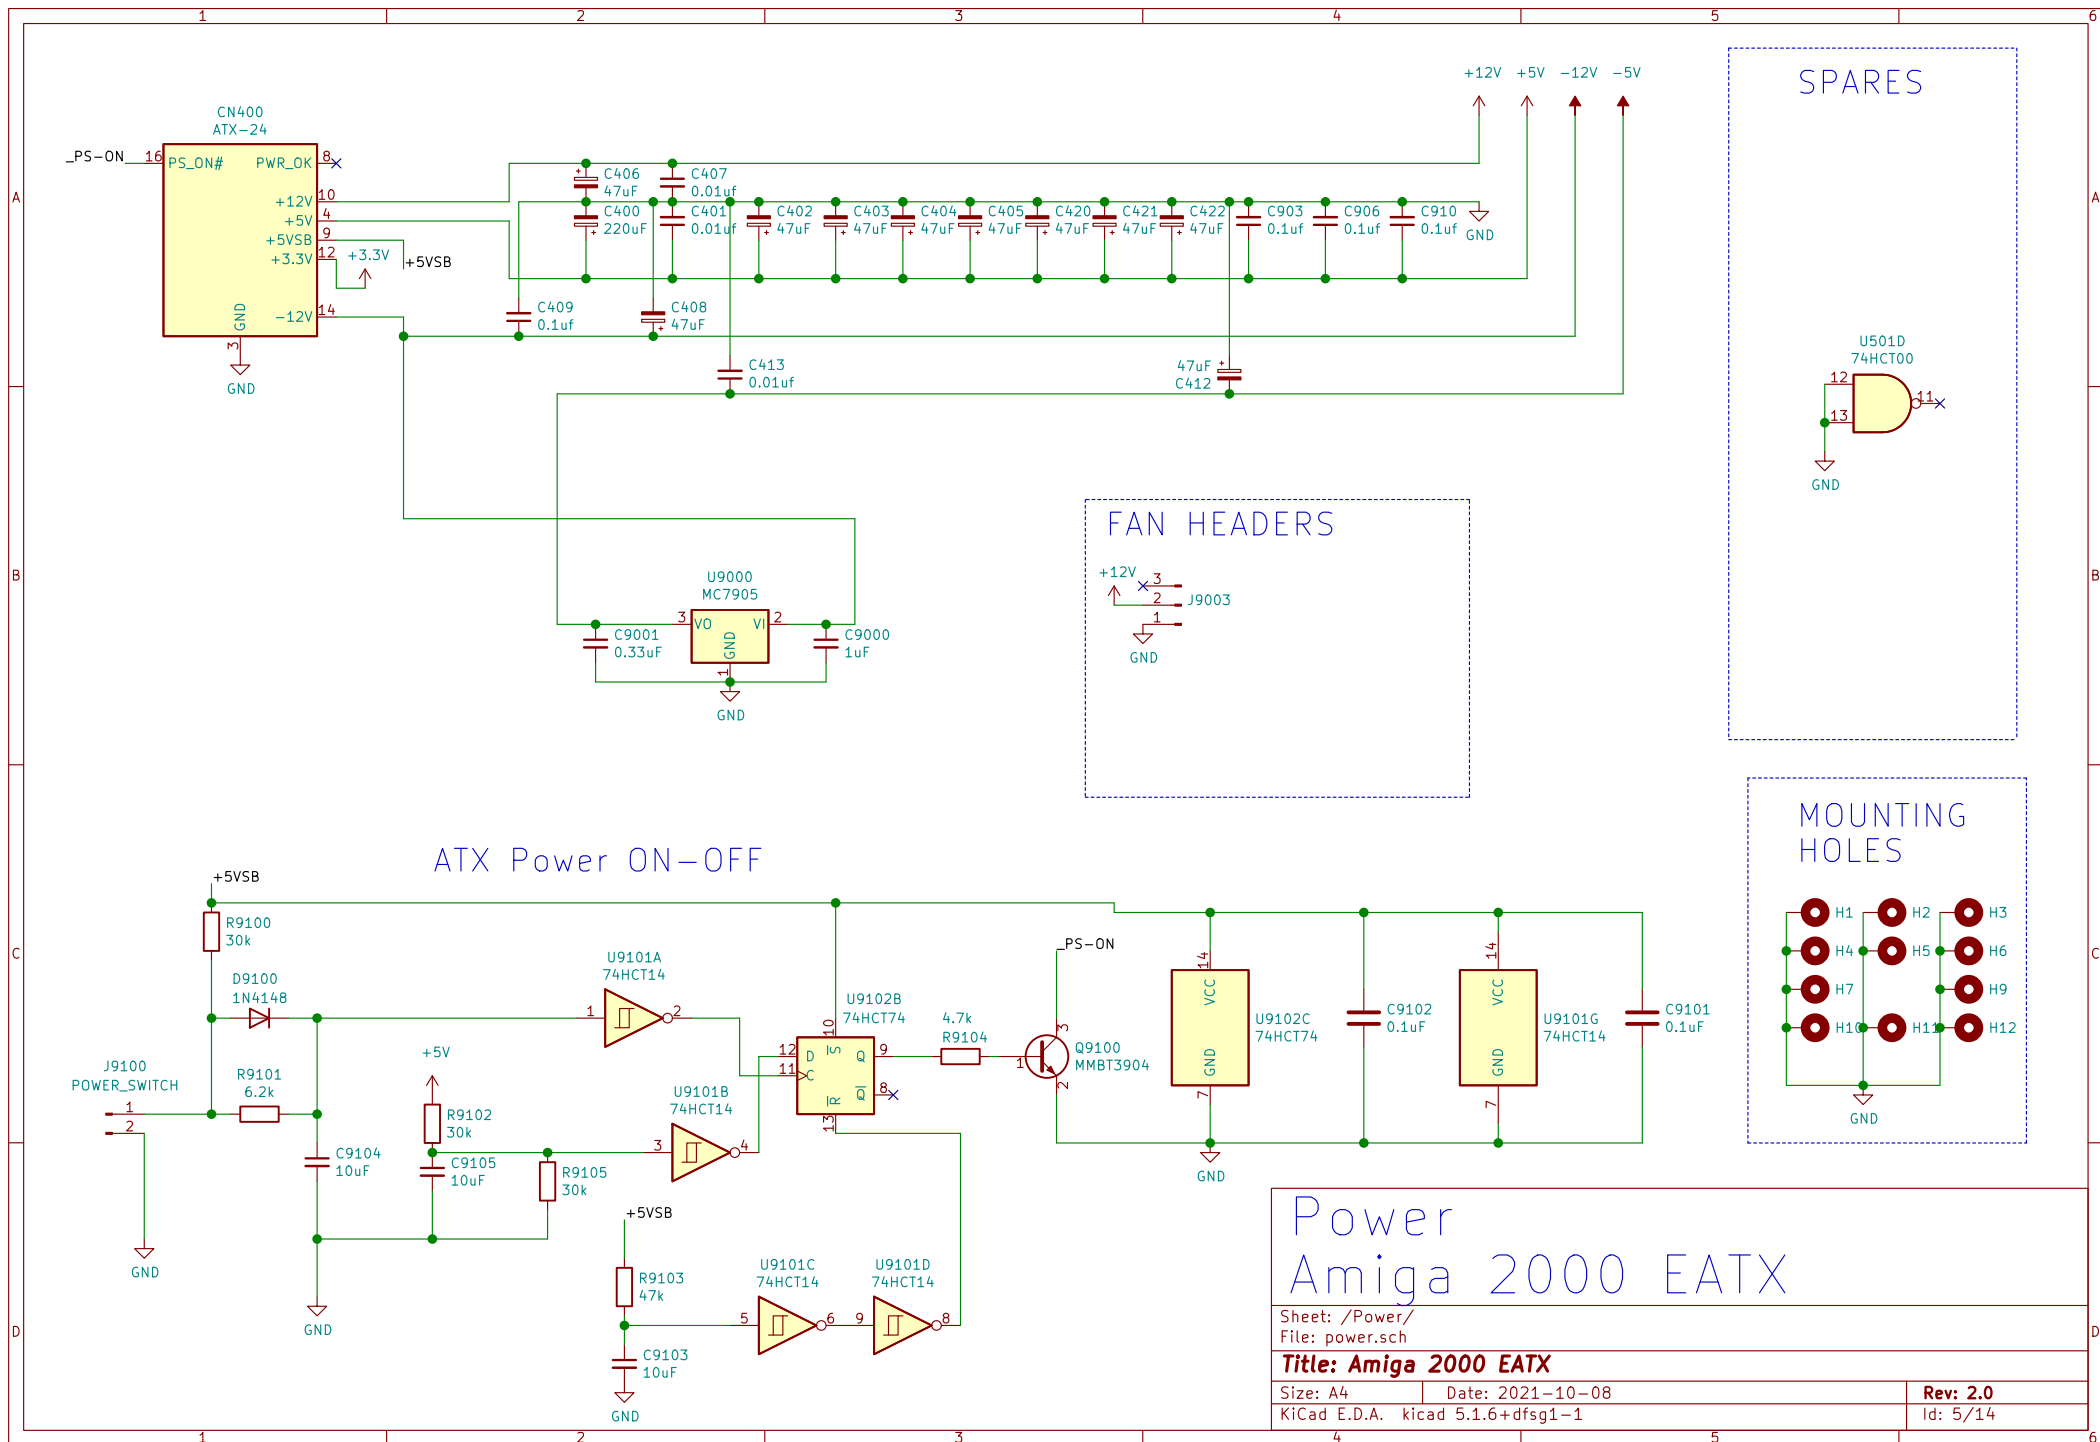 1 2 3 4 5 6
A
B
C
D
A
B
C
D
1 2 3 4 5 6
CN400
ATX-24
_PS-ON
16
PS_ON#
PWR_OK
8
+12V
10
+5V
4
+5VSB
9
+3.3V
12
-12V
14
GND
3
GND
+3.3V
+5VSB
+12V +5V -12V -5V
C406
47uF
C407
0.01uf
C400
220uF
C401
0.01uf
C402
47uF
C403
47uF
C404
47uF
C405
47uF
C420
47uF
C421
47uF
C422
47uF
C903
0.1uf
C906
0.1uf
C910
0.1uf
GND
C409
0.1uf
C408
47uF
C413
0.01uf
47uF
C412
U9000
MC7905
3
VO
VI
2
GND
1
C9001
0.33uF
C9000
1uF
GND
FAN HEADERS
+12V
3
2
1
J9003
GND
SPARES
U501D
74HCT00
12
13
11
GND
MOUNTING
HOLES
H1 H2 H3
H4 H5 H6
H7 H9
H10 H11 H12
GND
ATX Power ON-OFF
+5VSB
R9100
30k
D9100
1N4148
J9100
POWER_SWITCH
1
2
GND
R9101
6.2k
C9104
10uF
GND
+5V
R9102
30k
C9105
10uF
R9105
30k
U9101A
74HCT14
1
2
U9101B
74HCT14
3
4
+5VSB
R9103
47k
C9103
10uF
GND
U9101C
74HCT14
5
6
U9101D
74HCT14
9
8
U9102B
74HCT74
10
S
12
D
11
C
Q
9
Q
8
R
13
4.7k
R9104
_PS-ON
1
3
2
Q9100
MMBT3904
14
VCC
GND
7
U9102C
74HCT74
GND
C9102
0.1uF
14
VCC
GND
7
U9101G
74HCT14
C9101
0.1uF
Power
Amiga 2000 EATX
Sheet: /Power/
File: power.sch
Title: Amiga 2000 EATX
Size: A4 Date: 2021-10-08 Rev: 2.0
KiCad E.D.A. kicad 5.1.6+dfsg1-1 Id: 5/14